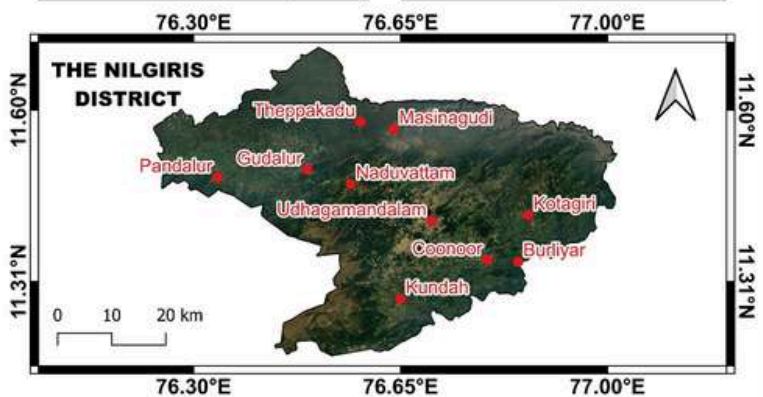 76.30°E 76.65°E 77.00°E
THE NILGIRIS
DISTRICT
11.60°N
11.60°N
Theppakadu
Masinagudi
Pandalur
Gudalur
Naduvattam
Udhagamandalam
Kotagiri
Coonoor
Burliyar
11.31°N
11.31°N
Kundah
0 10 20 km
76.30°E 76.65°E 77.00°E